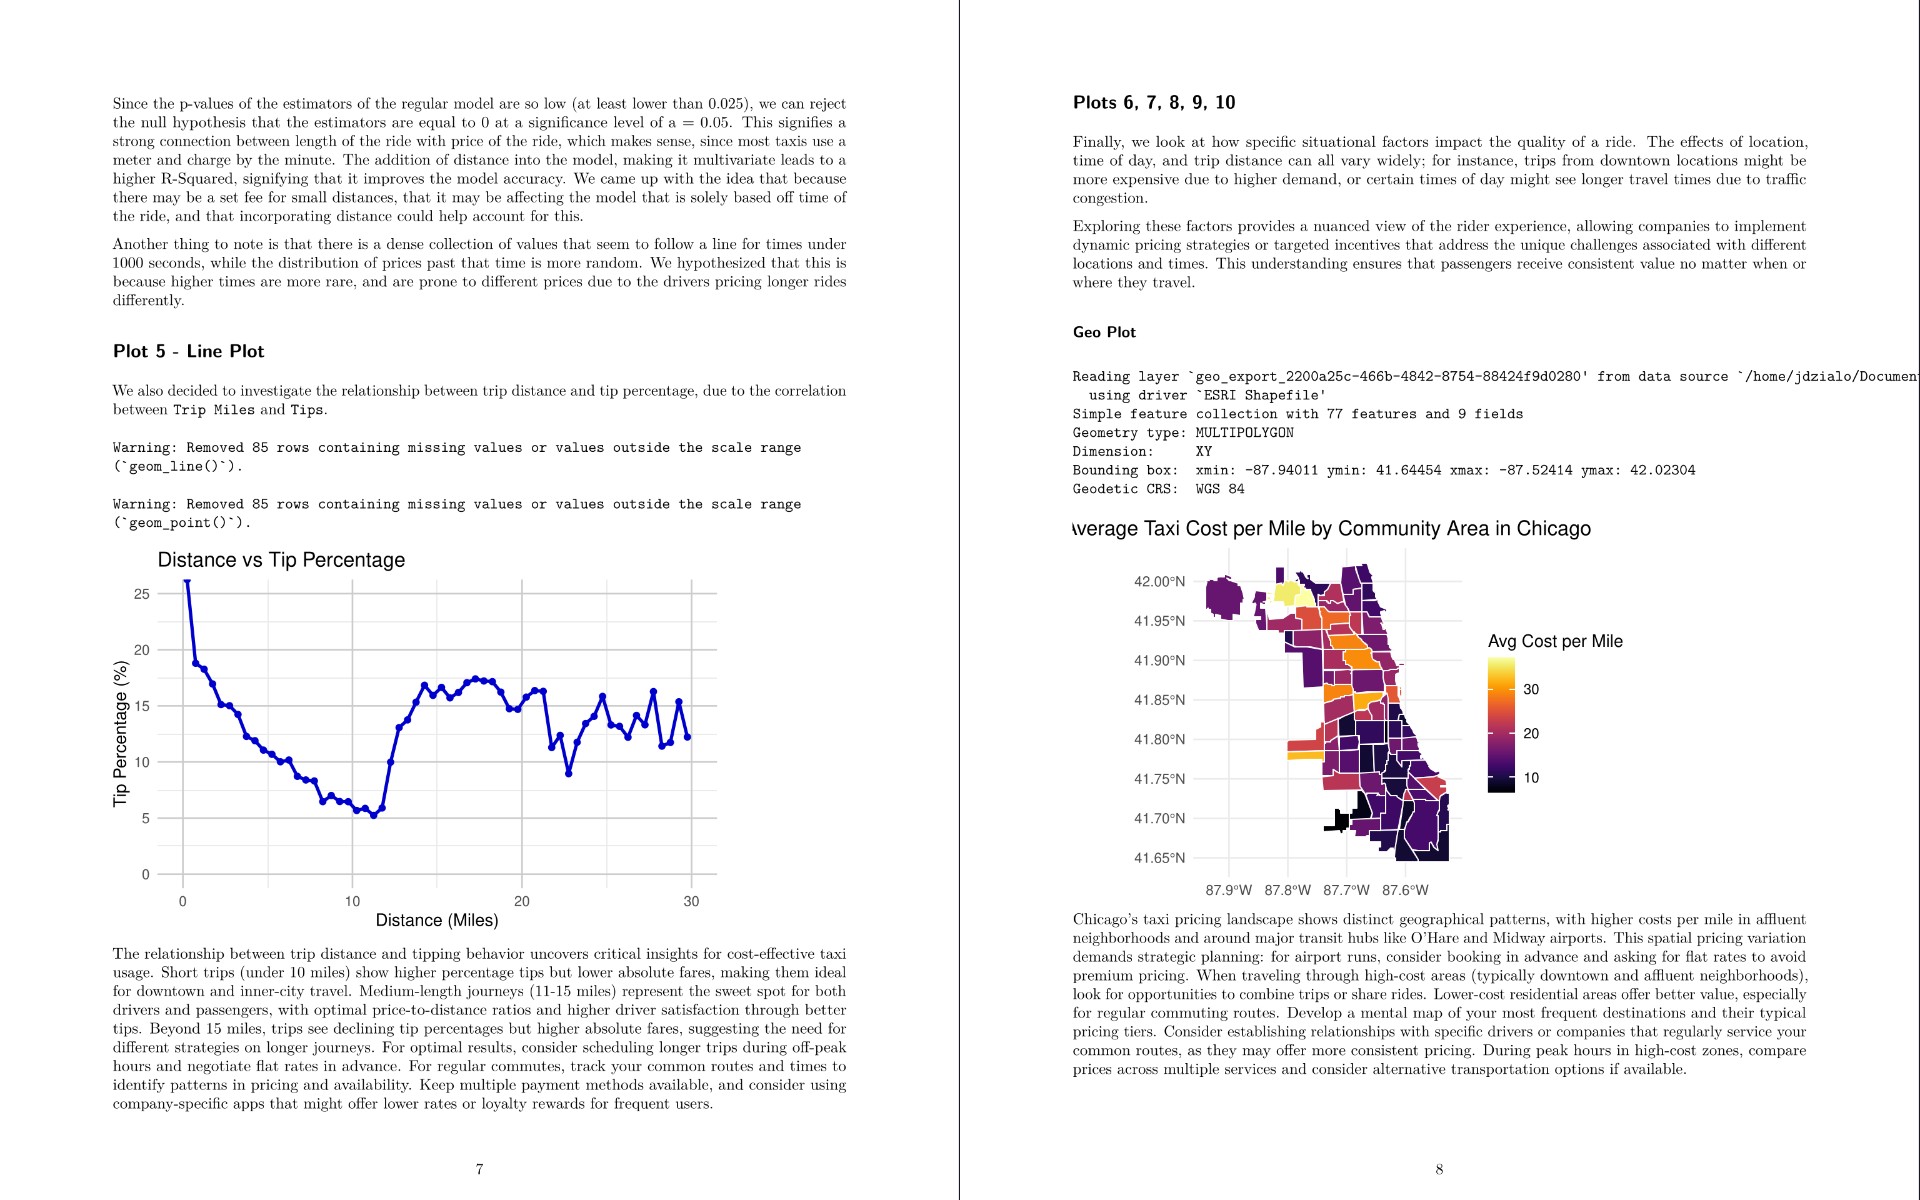 Since the p-values of the estimators of the regular model are so low (at least lower than 0.025), we can reject
the null hypothesis that the estimators are equal to 0 at a significance level of a = 0.05. This signifies a
strong connection between length of the ride with price of the ride, which makes sense, since most taxis use a
meter and charge by the minute. The addition of distance into the model, making it multivariate leads to a
higher R-Squared, signifying that it improves the model accuracy. We came up with the idea that because
there may be a set fee for small distances, that it may be affecting the model that is solely based off time of
the ride, and that incorporating distance could help account for this.
Another thing to note is that there is a dense collection of values that seem to follow a line for times under
1000 seconds, while the distribution of prices past that time is more random. We hypothesized that this is
because higher times are more rare, and are prone to different prices due to the drivers pricing longer rides
differently.
Plot 5 - Line Plot
We also decided to investigate the relationship between trip distance and tip percentage, due to the correlation
between Trip Miles and Tips.
Warning: Removed 85 rows containing missing values or values outside the scale range
(`geom_line()`).
Warning: Removed 85 rows containing missing values or values outside the scale range
(`geom_point()`).
Distance vs Tip Percentage
Tip Percentage (%)
25
20
15
10
5
0
0 10 20 30
Distance (Miles)
The relationship between trip distance and tipping behavior uncovers critical insights for cost-effective taxi
usage. Short trips (under 10 miles) show higher percentage tips but lower absolute fares, making them ideal
for downtown and inner-city travel. Medium-length journeys (11-15 miles) represent the sweet spot for both
drivers and passengers, with optimal price-to-distance ratios and higher driver satisfaction through better
tips. Beyond 15 miles, trips see declining tip percentages but higher absolute fares, suggesting the need for
different strategies on longer journeys. For optimal results, consider scheduling longer trips during off-peak
hours and negotiate flat rates in advance. For regular commutes, track your common routes and times to
identify patterns in pricing and availability. Keep multiple payment methods available, and consider using
company-specific apps that might offer lower rates or loyalty rewards for frequent users.
7
Plots 6, 7, 8, 9, 10
Finally, we look at how specific situational factors impact the quality of a ride. The effects of location,
time of day, and trip distance can all vary widely; for instance, trips from downtown locations might be
more expensive due to higher demand, or certain times of day might see longer travel times due to traffic
congestion.
Exploring these factors provides a nuanced view of the rider experience, allowing companies to implement
dynamic pricing strategies or targeted incentives that address the unique challenges associated with different
locations and times. This understanding ensures that passengers receive consistent value no matter when or
where they travel.
Geo Plot
Reading layer `geo_export_2200a25c-466b-4842-8754-88424f9d0280' from data source `/home/jdzialo/Documen
using driver `ESRI Shapefile'
Simple feature collection with 77 features and 9 fields
Geometry type: MULTIPOLYGON
Dimension: XY
Bounding box: xmin: -87.94011 ymin: 41.64454 xmax: -87.52414 ymax: 42.02304
Geodetic CRS: WGS 84
Average Taxi Cost per Mile by Community Area in Chicago
42.00°N
41.95°N
41.90°N
41.85°N
41.80°N
41.75°N
41.70°N
41.65°N
87.9°W 87.8°W 87.7°W 87.6°W
Avg Cost per Mile
30
20
10
Chicago's taxi pricing landscape shows distinct geographical patterns, with higher costs per mile in affluent
neighborhoods and around major transit hubs like O'Hare and Midway airports. This spatial pricing variation
demands strategic planning: for airport runs, consider booking in advance and asking for flat rates to avoid
premium pricing. When traveling through high-cost areas (typically downtown and affluent neighborhoods),
look for opportunities to combine trips or share rides. Lower-cost residential areas offer better value, especially
for regular commuting routes. Develop a mental map of your most frequent destinations and their typical
pricing tiers. Consider establishing relationships with specific drivers or companies that regularly service your
common routes, as they may offer more consistent pricing. During peak hours in high-cost zones, compare
prices across multiple services and consider alternative transportation options if available.
8